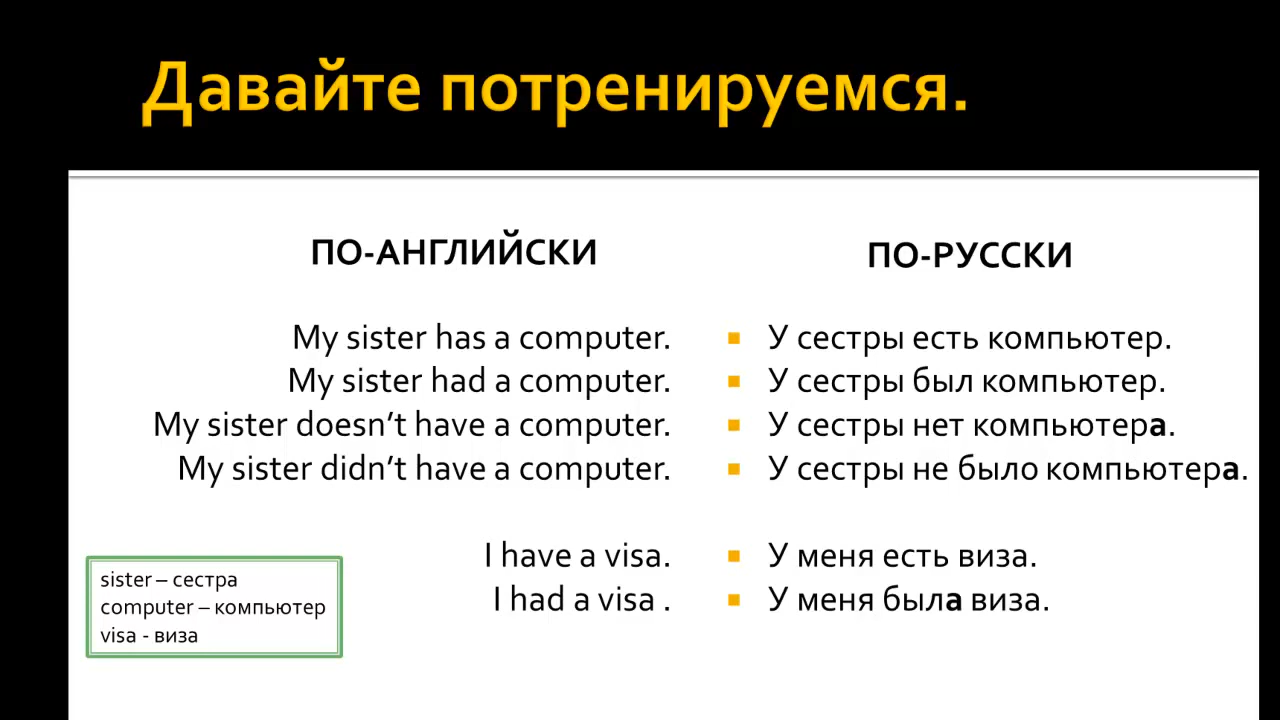 Давайте потренируемся.
ПО-АНГЛИЙСКИ
My sister has a computer.
My sister had a computer.
My sister doesn’t have a computer.
My sister didn’t have a computer.
I have a visa.
I had a visa .
ПО-РУССКИ
У сестры есть компьютер.
У сестры был компьютер.
У сестры нет компьютера.
У сестры не было компьютера.
У меня есть виза.
У меня была виза.
sister – сестра
computer – компьютер
visa - виза